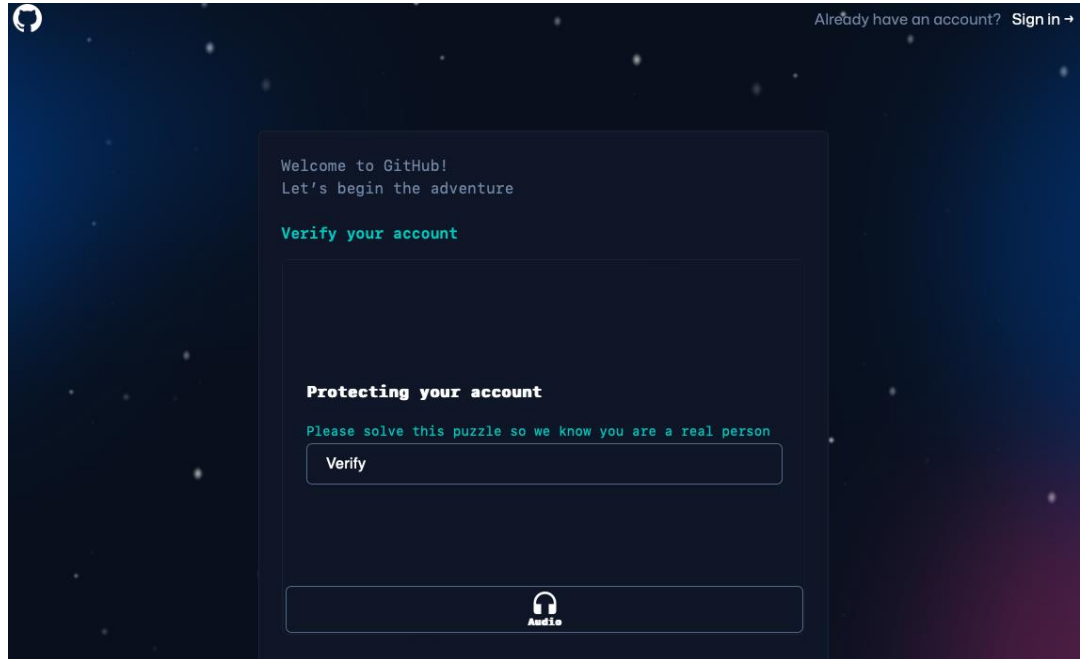 Already have an account? Sign in →
Welcome to GitHub!
Let’s begin the adventure
Verify your account
Protecting your account
Please solve this puzzle so we know you are a real person
Verify
Audio